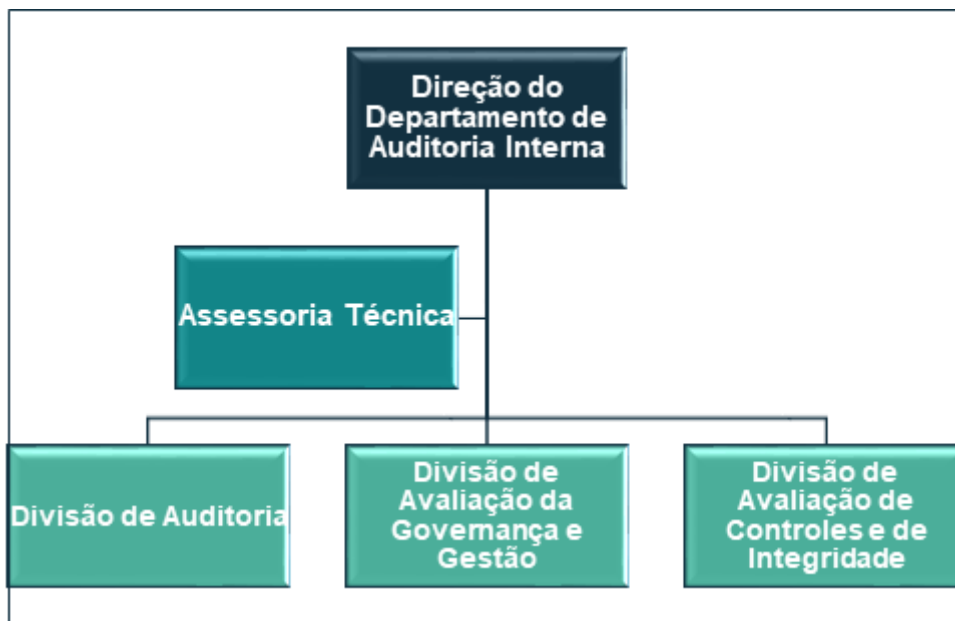 Direção do
Departamento de
Auditoria Interna
Assessoria Técnica
Divisão de Auditoria
Divisão de
Avaliação da
Governança e
Gestão
Divisão de
Avaliação de
Controles e de
Integridade